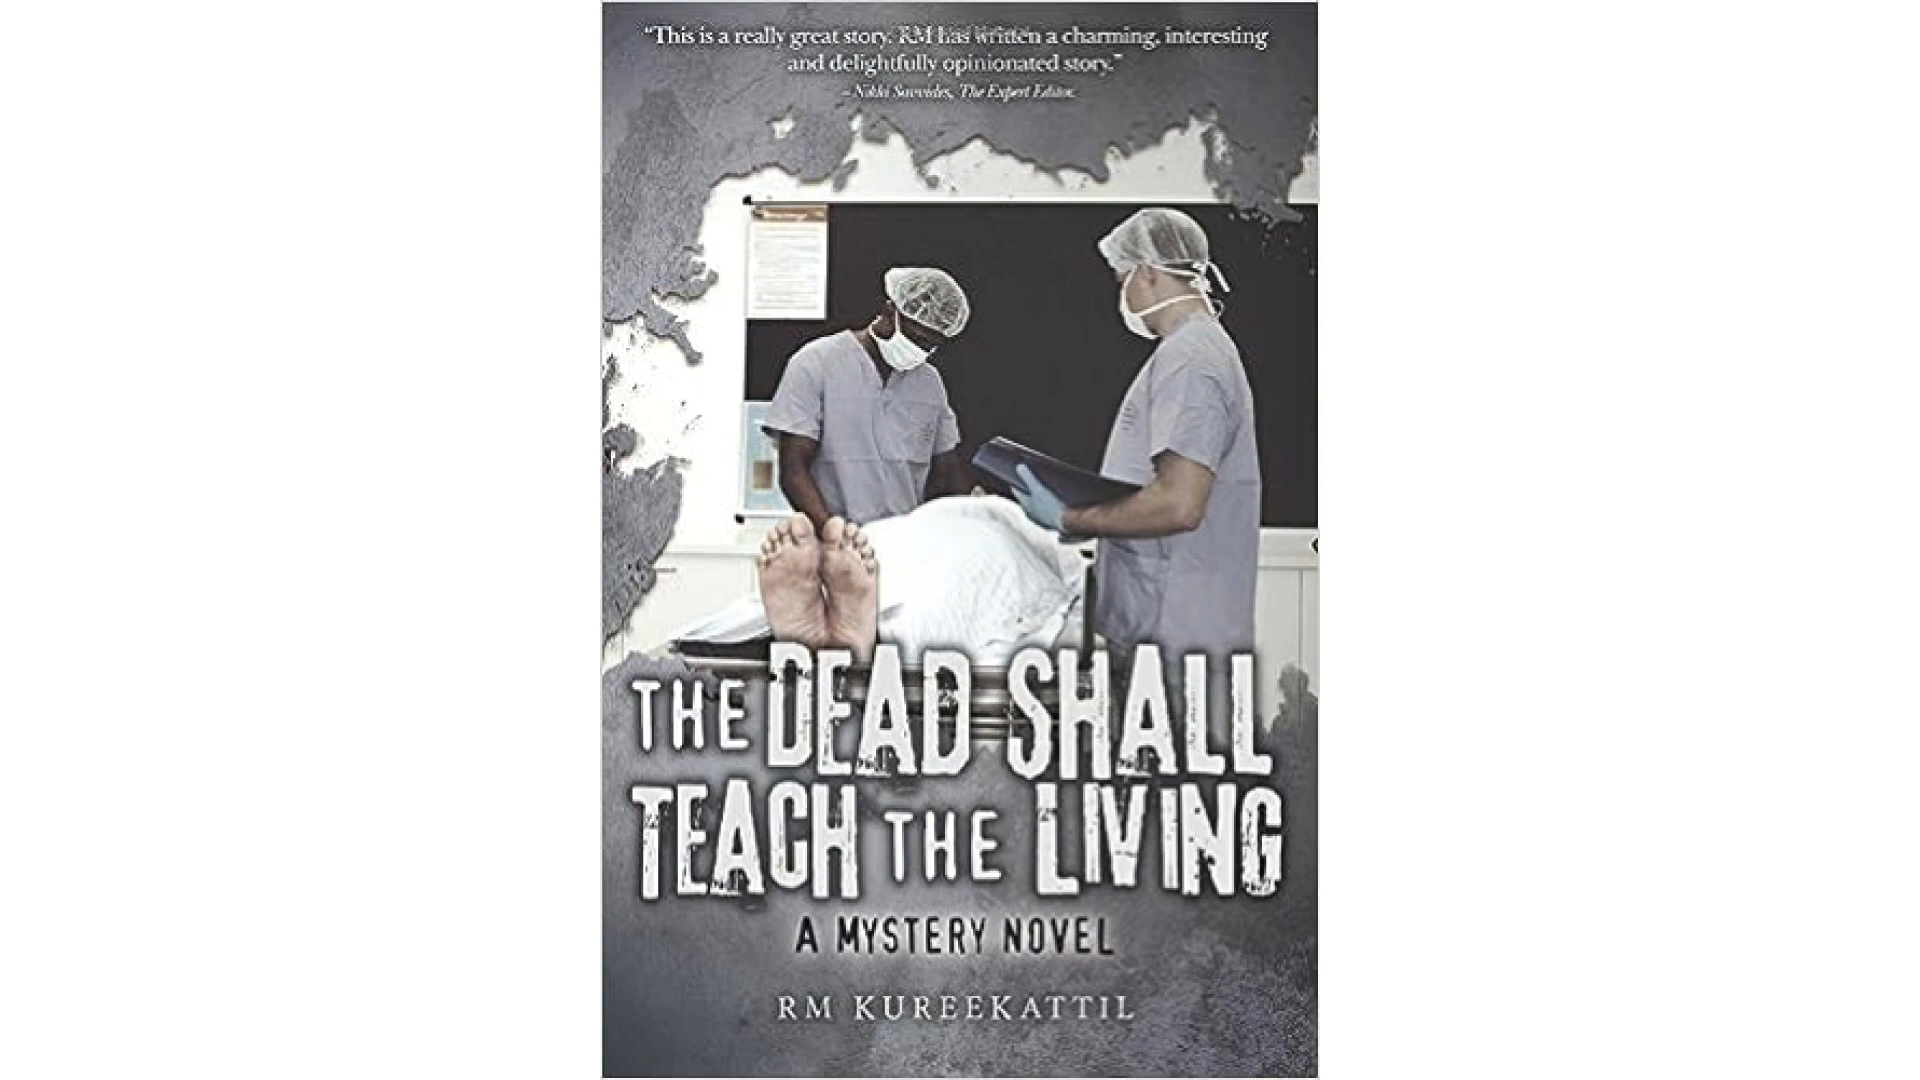 “This is a really great story. RM has written a charming, interesting
and delightfully opinionated story.”
– Nikki Savvides, The Expert Editor.
THE DEAD SHALL
TEACH THE LIVING
A MYSTERY NOVEL
RM KUREEKATTIL